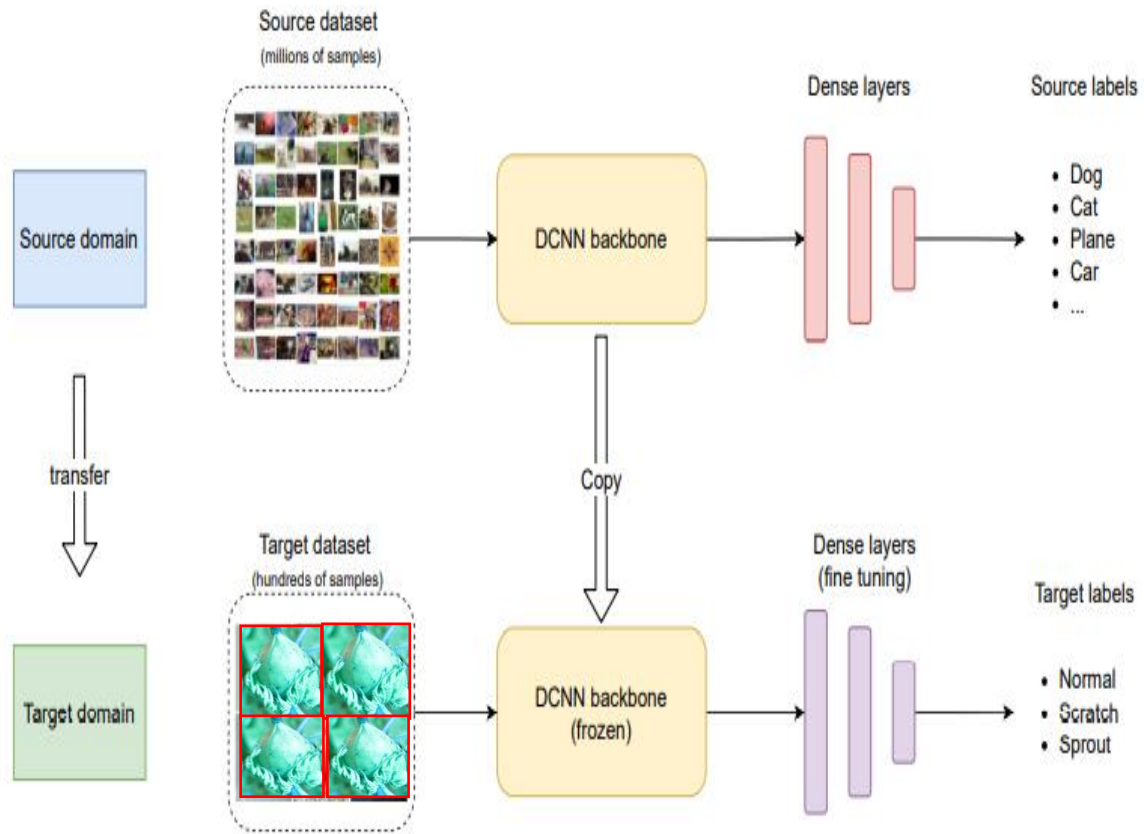 Source dataset
(millions of samples)
Dense layers
Source labels
Source domain
DCNN backbone
• Dog
• Cat
• Plane
• Car
• ...
transfer
Copy
Target dataset
(hundreds of samples)
Dense layers
(fine tuning)
Target labels
Target domain
DCNN backbone
(frozen)
• Normal
• Scratch
• Sprout